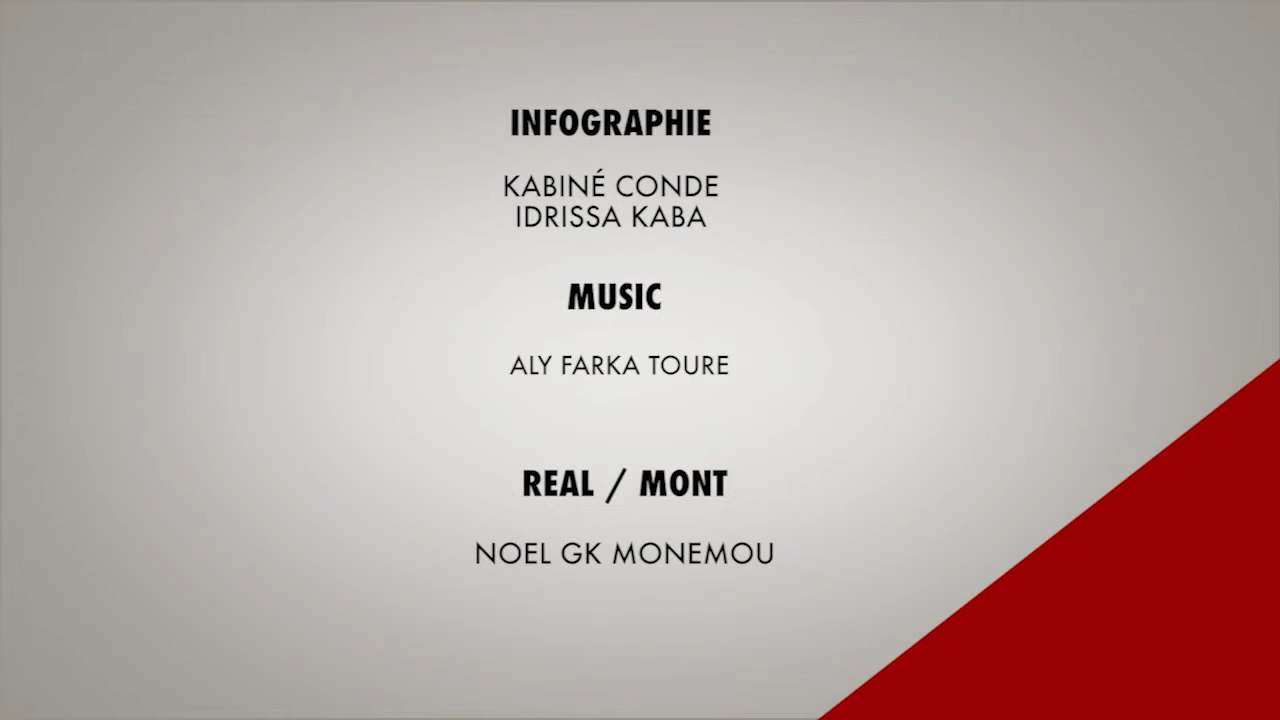 INFOGRAPHIE
KABINÉ CONDE
IDRISSA KABA
MUSIC
ALY FARKA TOURE
REAL / MONT
NOEL GK MONEMOU